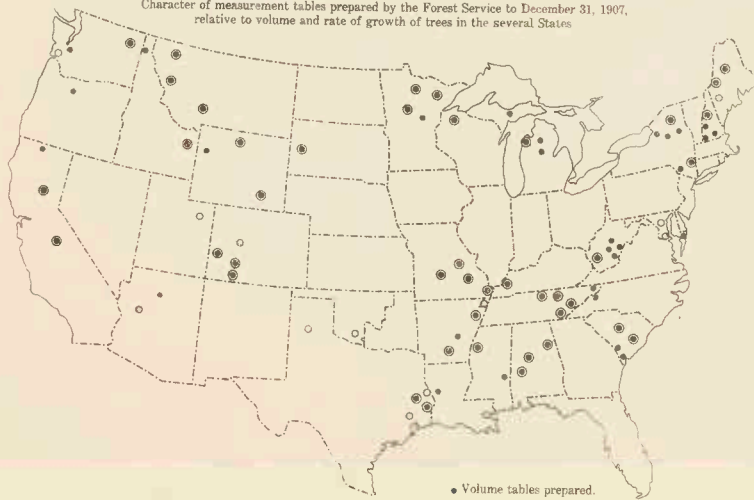 Character of measurement tables prepared by the Forest Service to December 31, 1907,
relative to volume and rate of growth of trees in the several States
• Volume tables prepared.